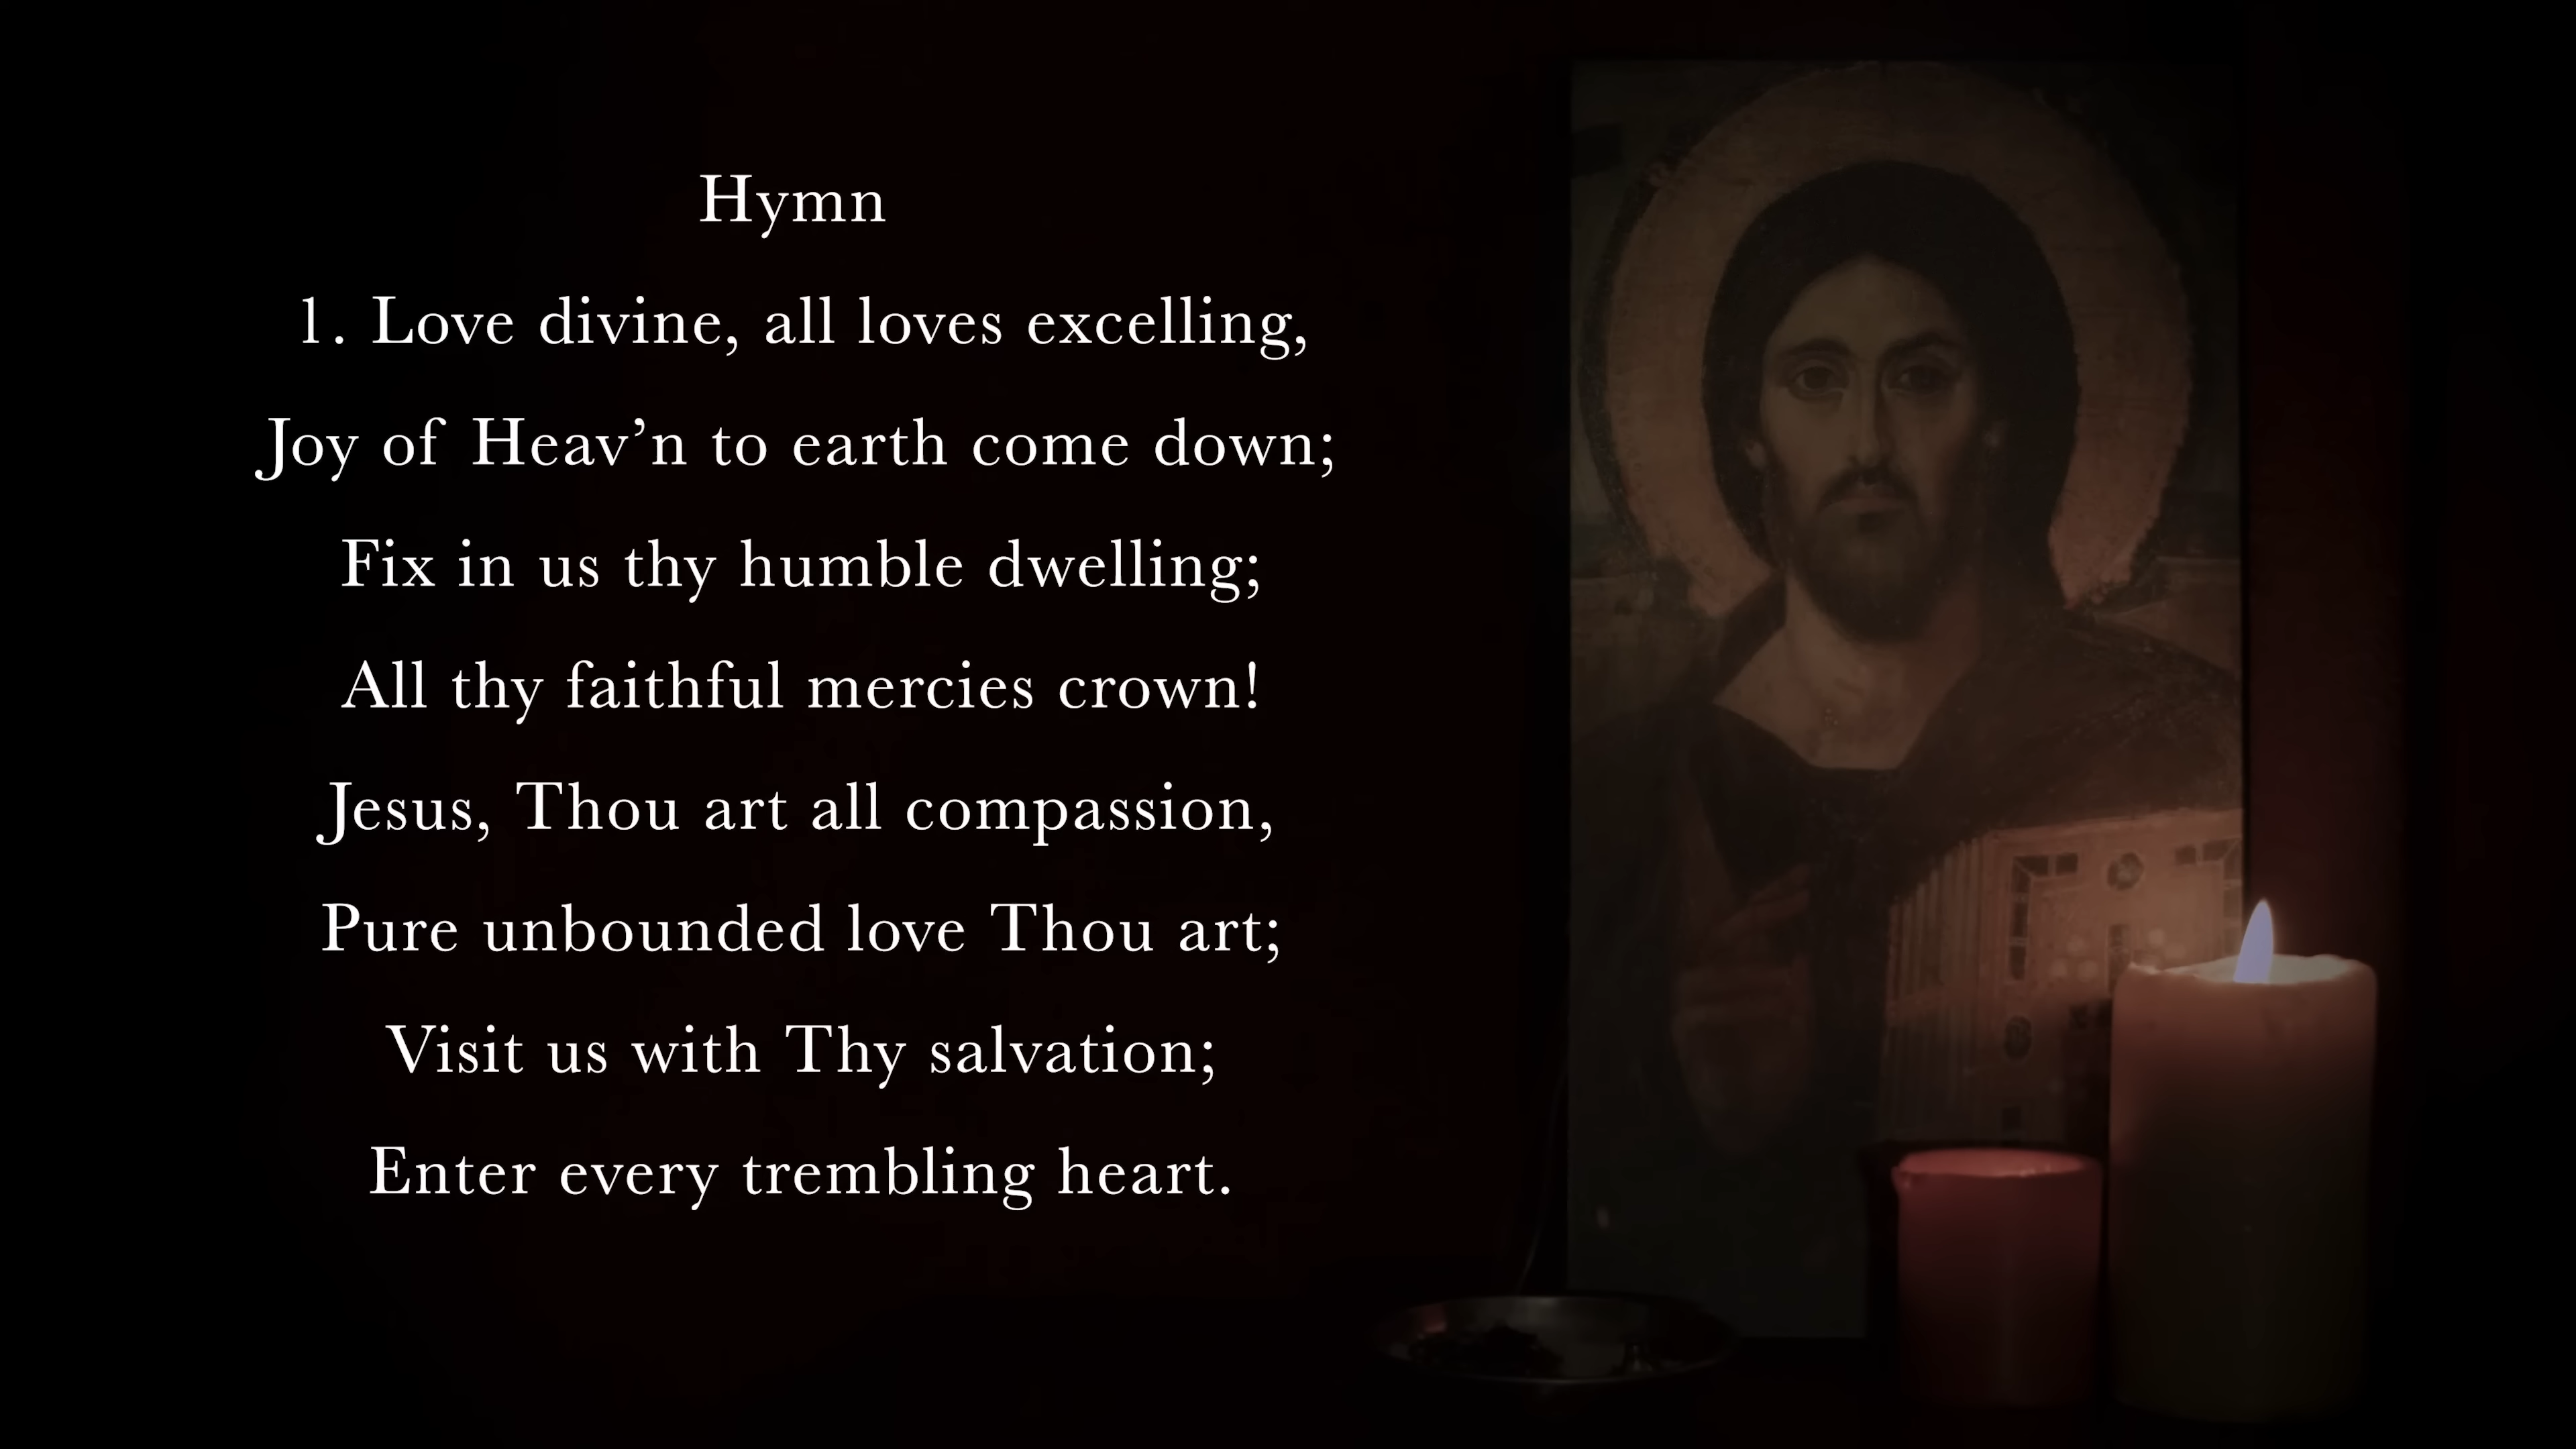 Hymn
1. Love divine, all loves excelling,
Joy of Heav’n to earth come down;
Fix in us thy humble dwelling;
All thy faithful mercies crown!
Jesus, Thou art all compassion,
Pure unbounded love Thou art;
Visit us with Thy salvation;
Enter every trembling heart.